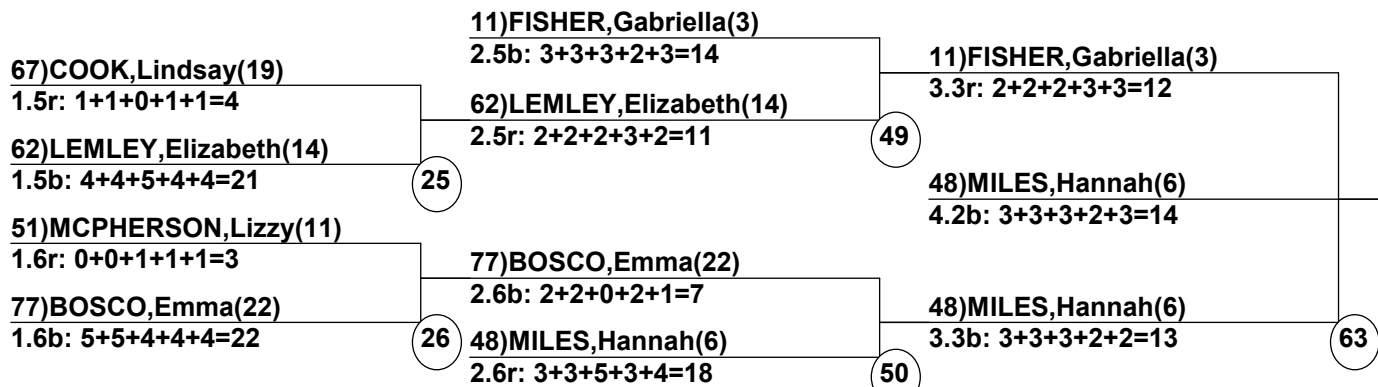 67)COOK,Lindsay(19)
1.5r: 1+1+0+1+1=4
62)LEMLEY,Elizabeth(14)
1.5b: 4+4+5+4+4=21
25
51)MCPHERSON,Lizzy(11)
1.6r: 0+0+1+1+1=3
77)BOSCO,Emma(22)
1.6b: 5+5+4+4+4=22
26
11)FISHER,Gabriella(3)
2.5b: 3+3+3+2+3=14
62)LEMLEY,Elizabeth(14)
2.5r: 2+2+2+3+2=11
49
77)BOSCO,Emma(22)
2.6b: 2+2+0+2+1=7
48)MILES,Hannah(6)
2.6r: 3+3+5+3+4=18
50
11)FISHER,Gabriella(3)
3.3r: 2+2+2+3+3=12
48)MILES,Hannah(6)
4.2b: 3+3+3+2+3=14
48)MILES,Hannah(6)
3.3b: 3+3+3+2+2=13
63